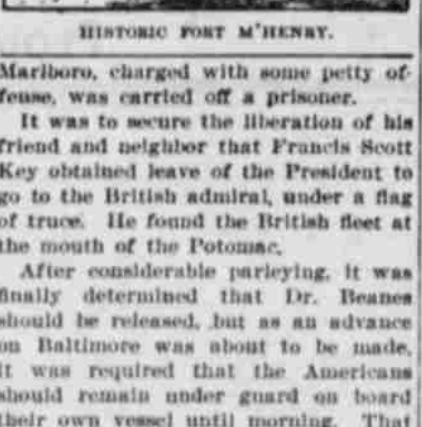 HISTORIC FORT M'HENRY.
Marlboro, charged with some petty of-
fense, was carried off a prisoner.
It was to secure the liberation of his
friend and neighbor that Francis Scott
Key obtained leave of the President to
go to the British admiral, under a flag
of truce. He found the British fleet at
the mouth of the Potomac.
After considerable parleying, it was
finally determined that Dr. Beanes
should be released, but as an advance
on Baltimore was about to be made,
it was required that the Americans
should remain under guard on board
their own vessel until morning. That